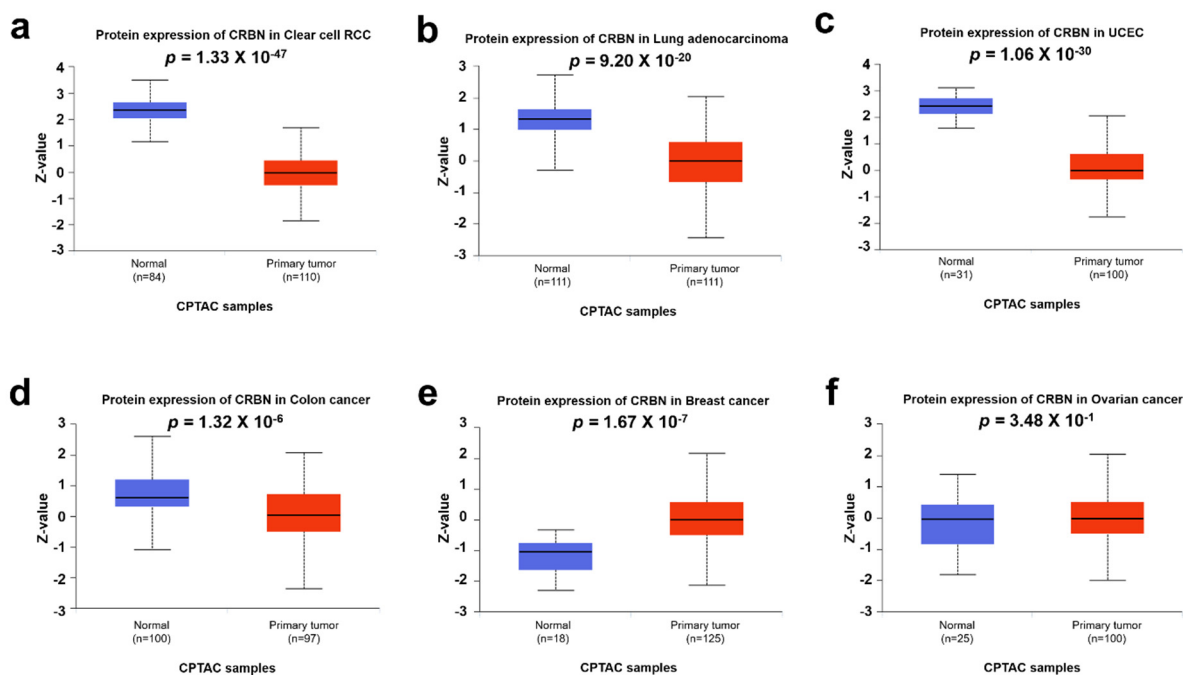 a
Protein expression of CRBN in Clear cell RCC
p = 1.33 X 10-47
Z-value
4
3
2
1
0
-1
-2
-3
Normal
(n=84)
Primary tumor
(n=110)
CPTAC samples
b
Protein expression of CRBN in Lung adenocarcinoma
p = 9.20 X 10-20
Z-value
3
2
1
0
-1
-2
-3
Normal
(n=111)
Primary tumor
(n=111)
CPTAC samples
c
Protein expression of CRBN in UCEC
p = 1.06 X 10-30
Z-value
4
3
2
1
0
-1
-2
-3
Normal
(n=31)
Primary tumor
(n=100)
CPTAC samples
d
Protein expression of CRBN in Colon cancer
p = 1.32 X 10-6
Z-value
3
2
1
0
-1
-2
-3
Normal
(n=100)
Primary tumor
(n=97)
CPTAC samples
e
Protein expression of CRBN in Breast cancer
p = 1.67 X 10-7
Z-value
3
2
1
0
-1
-2
-3
Normal
(n=18)
Primary tumor
(n=125)
CPTAC samples
f
Protein expression of CRBN in Ovarian cancer
p = 3.48 X 10-1
Z-value
3
2
1
0
-1
-2
-3
Normal
(n=25)
Primary tumor
(n=100)
CPTAC samples